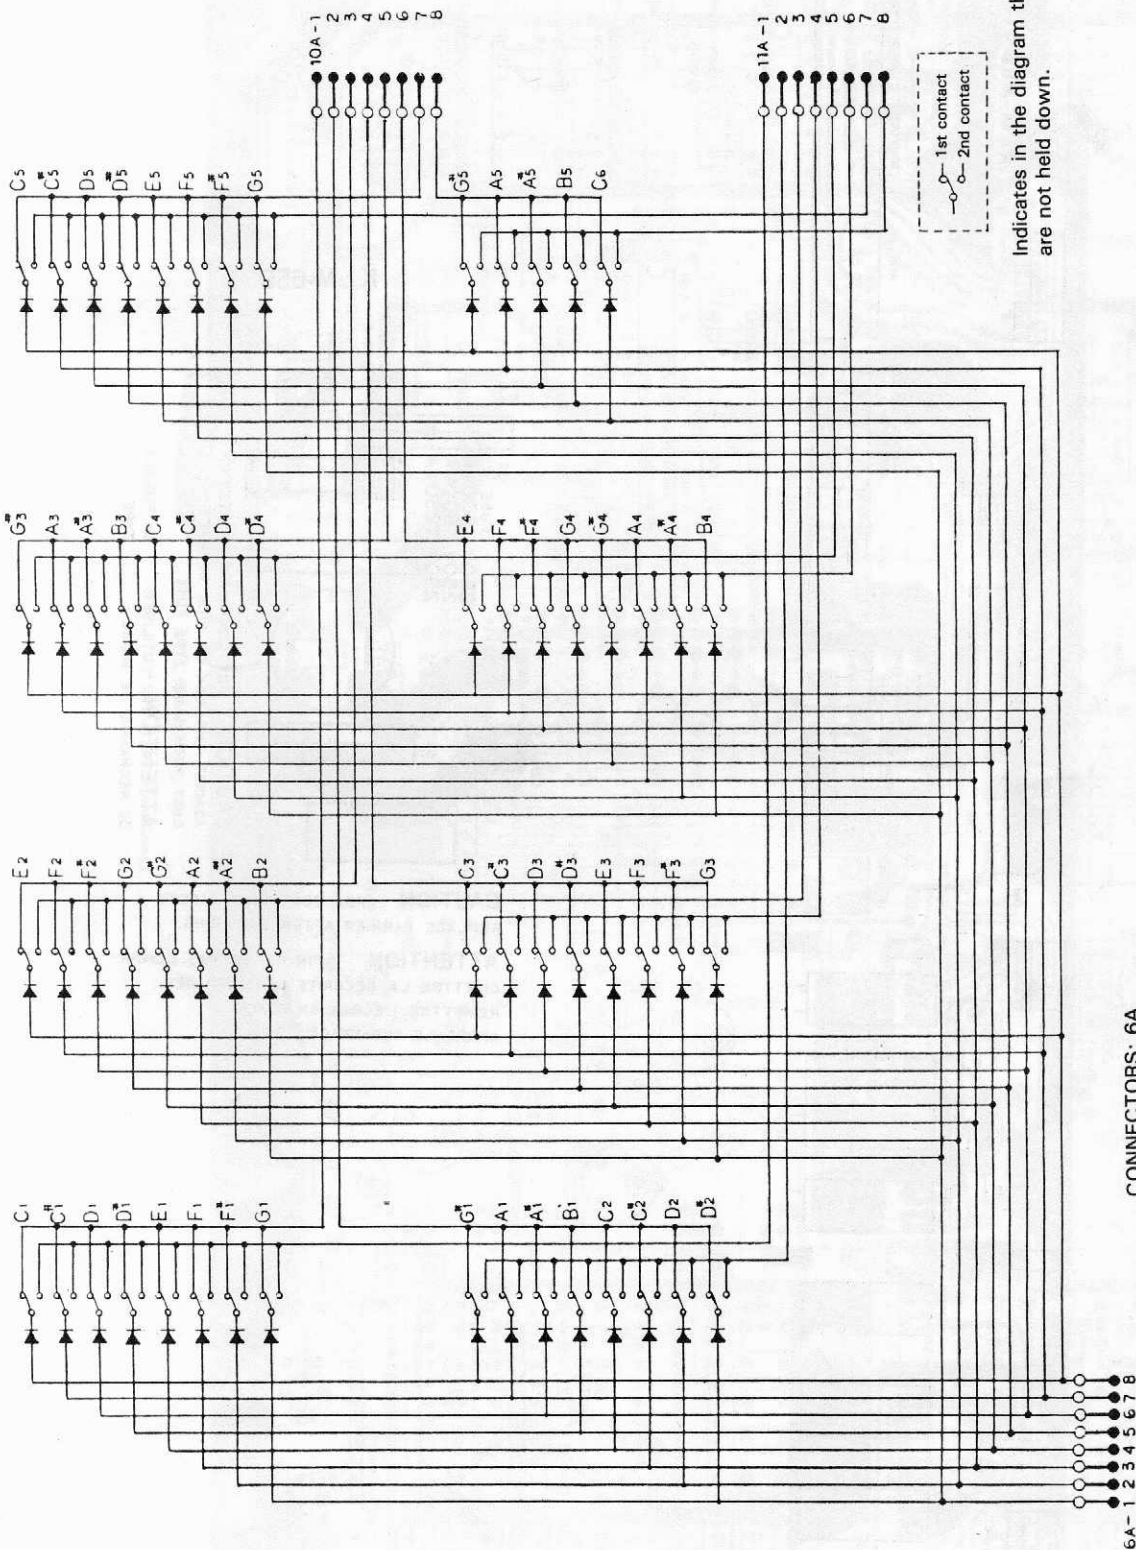 C1
C#1
D1
D#1
E1
F1
F#1
G1
E2
F2
F#2
G2
G#2
A2
A#2
B2
G#3
A3
A#3
B3
C4
C#4
D4
D#4
C5
C#5
D5
D#5
E5
F5
F#5
G5
10A-1
2
3
4
5
6
7
8
G#1
A1
A#1
B1
C2
C#2
D2
D#2
C3
C#3
D3
D#3
E3
F3
F#3
G3
E4
F4
F#4
G4
G#4
A4
A#4
B4
G#5
A5
A#5
B5
C6
11A-1
2
3
4
5
6
7
8
1st contact
2nd contact
Indicates in the diagram
are not held down.
6A-1
2
3
4
5
6
7
8
CONNECTORS: 6A
CAUTION
ATTENTION